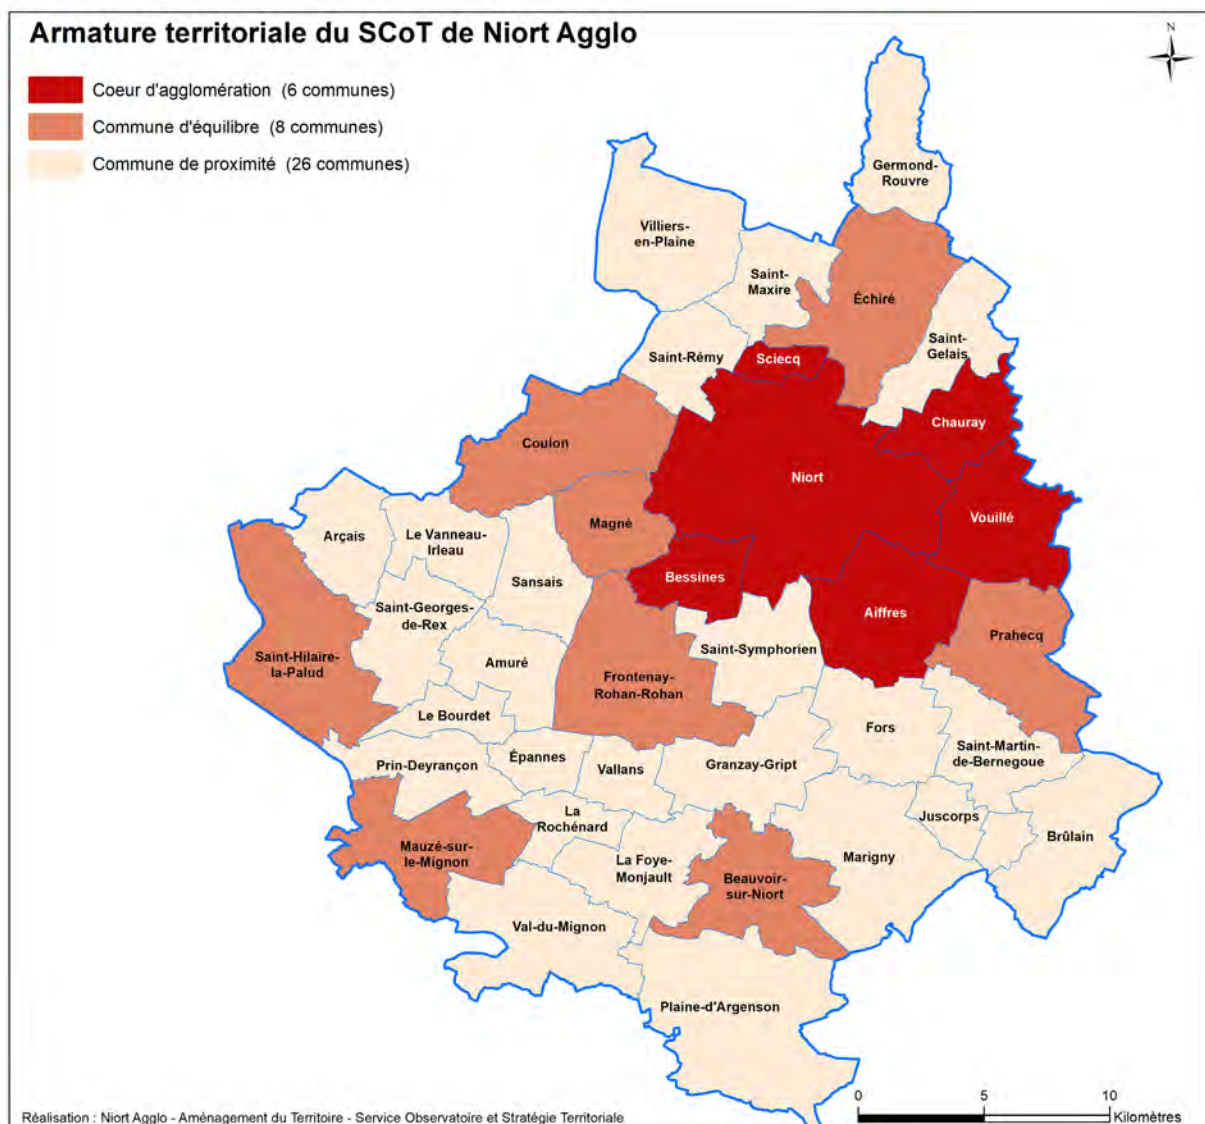 Armature territoriale du SCoT de Niort Agglo
N
Coeur d'agglomération (6 communes)
Commune d'équilibre (8 communes)
Commune de proximité (26 communes)
Germond-
Rouvre
Villiers-
en-Plaine
Saint-
Maxire
Échiré
Saint-
Gelais
Saint-Rémy
Sciecq
Chauray
Coulon
Niort
Magné
Vouillé
Arçais
Le Vanneau-
Irleau
Sansais
Bessines
Aiffres
Saint-Georges-
de-Rex
Prahecq
Saint-Hilaire-
la-Palud
Amuré
Saint-Symphorien
Frontenay-
Rohan-Rohan
Le Bourdet
Fors
Saint-Martin-
de-Bernegoue
Prin-Deyrançon
Épannes
Vallans
Granzay-Gript
La
Rochénard
Juscorps
Brûlain
Mauzé-sur-
le-Mignon
La Foye-
Monjault
Marigny
Beauvoir-
sur-Niort
Val-du-Mignon
Plaine-d'Argenson
0 5 10
Kilomètres
Réalisation : Niort Agglo - Aménagement du Territoire - Service Observatoire et Stratégie Territoriale